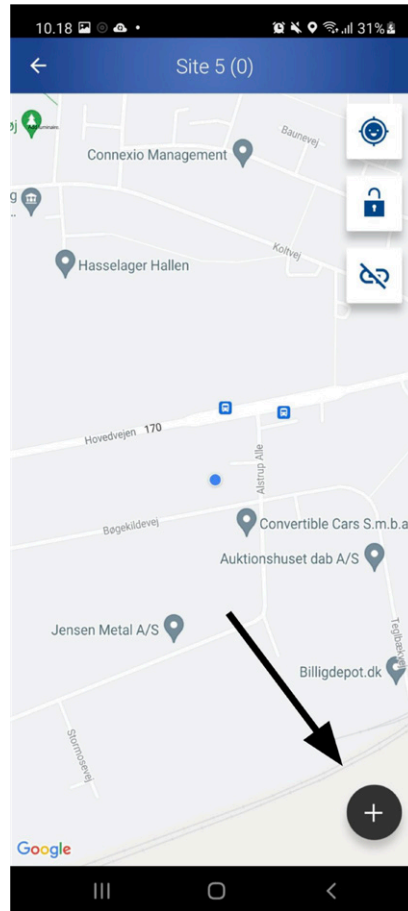 10.18
31%
Site 5 (0)
Baunevej
Connexio Management
Koltvej
Hasselager Hallen
Hovedvejen 170
Alstrup Alle
Bøgekildevej
Convertible Cars S.m.b.a
Auktionshuset dab A/S
Jensen Metal A/S
Teglbækvej
Billigdepot.dk
Stormosevej
+
Google